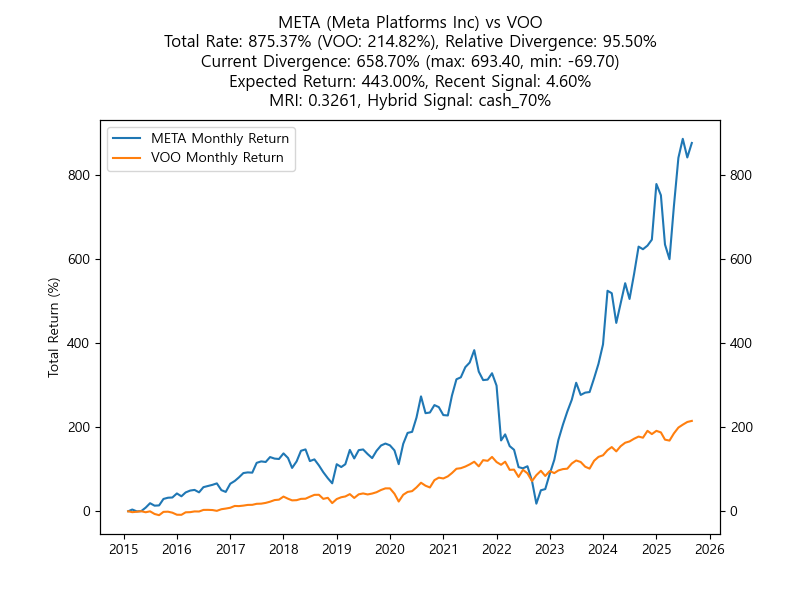 META (Meta Platforms Inc) vs VOO
Total Rate: 875.37% (VOO: 214.82%), Relative Divergence: 95.50%
Current Divergence: 658.70% (max: 693.40, min: -69.70)
Expected Return: 443.00%, Recent Signal: 4.60%
MRI: 0.3261, Hybrid Signal: cash_70%
META Monthly Return
VOO Monthly Return
Total Return (%)
800
600
400
200
0
800
600
400
200
0
2015 2016 2017 2018 2019 2020 2021 2022 2023 2024 2025 2026